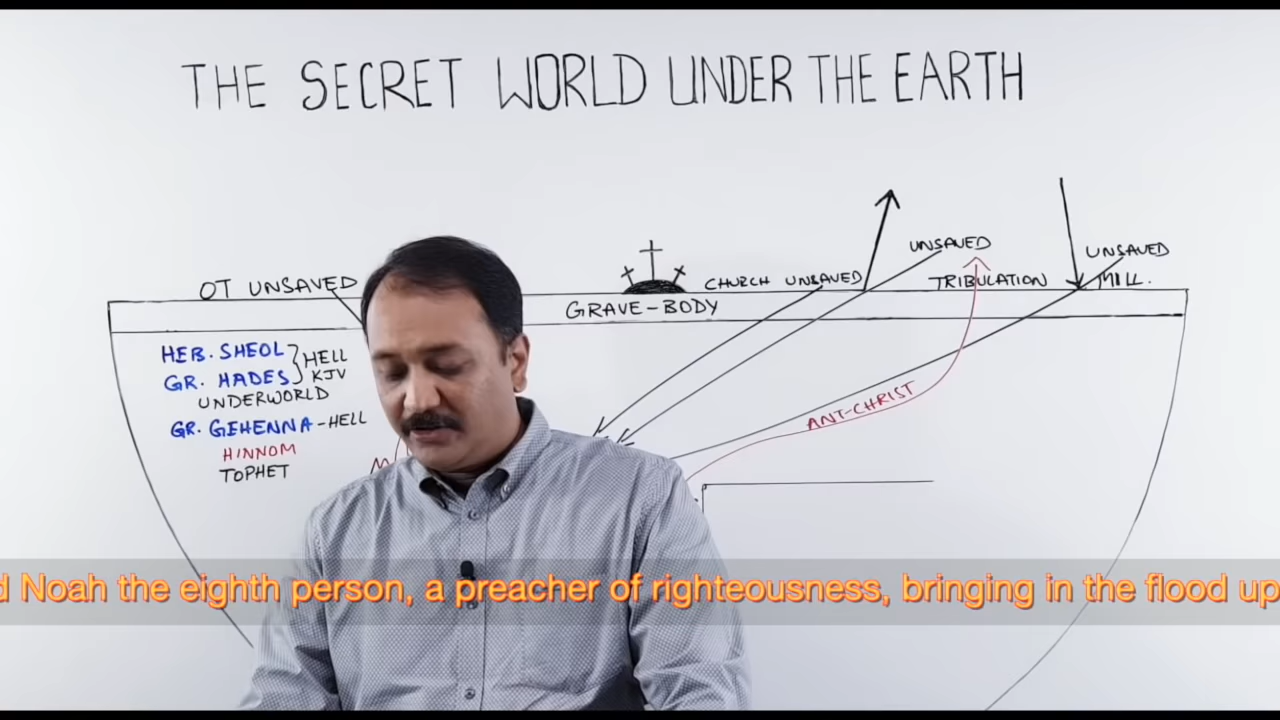 THE SECRET WORLD UNDER THE EARTH
OT UNSAVED
CHURCH UNSAVED
UNSAVED
TRIBULATION
UNSAVED
MILL.
GRAVE-BODY
HEB. SHEOL
GR. HADES
HELL
KJV
UNDERWORLD
GR. GEHENNA - HELL
HINNOM
TOPHET
ANT-CHRIST
Noah the eighth person, a preacher of righteousness, bringing in the flood up